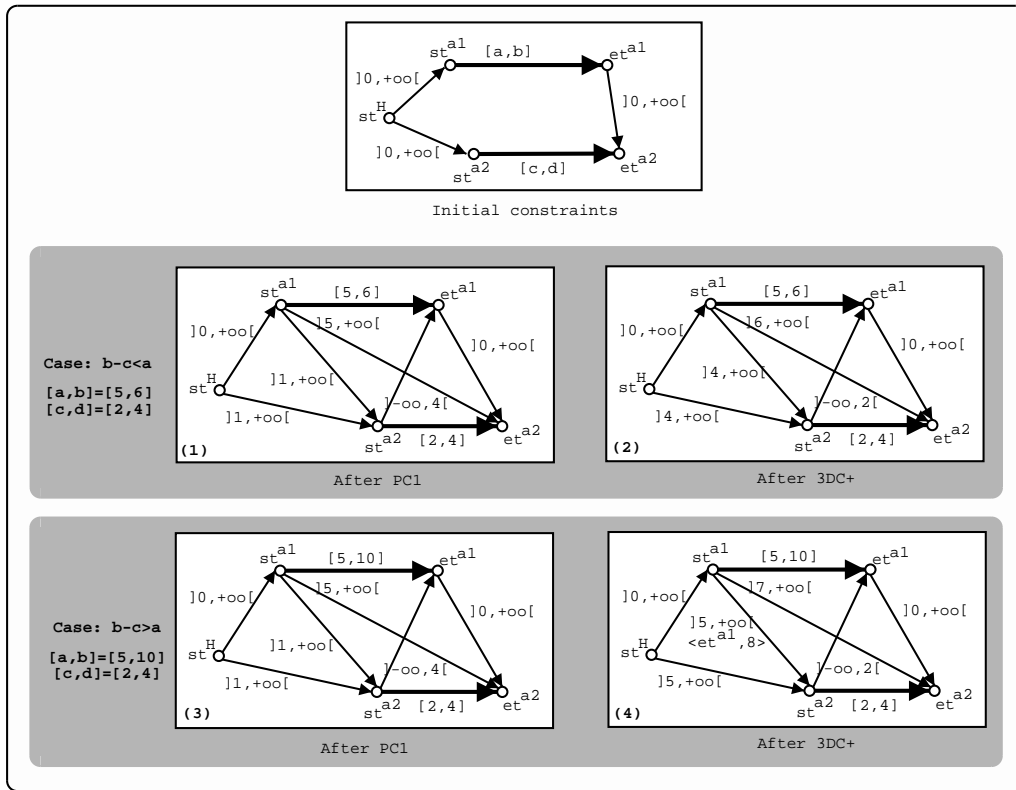 st^a1 [a,b] et^a1
]0,+oo[
]0,+oo[
st^H
]0,+oo[
st^a2 [c,d] et^a2
Initial constraints
Case: b-c<a
[a,b]=[5,6]
[c,d]=[2,4]
st^a1 [5,6] et^a1
]5,+oo[
]0,+oo[
]0,+oo[
]1,+oo[
st^H
]1,+oo[
]-oo,4[
(1)
st^a2 [2,4] et^a2
After PC1
st^a1 [5,6] et^a1
]6,+oo[
]0,+oo[
]0,+oo[
]4,+oo[
st^H
]4,+oo[
]-oo,2[
(2)
st^a2 [2,4] et^a2
After 3DC+
Case: b-c>a
[a,b]=[5,10]
[c,d]=[2,4]
st^a1 [5,10] et^a1
]5,+oo[
]0,+oo[
]0,+oo[
]1,+oo[
st^H
]1,+oo[
]-oo,4[
(3)
st^a2 [2,4] et^a2
After PC1
st^a1 [5,10] et^a1
]7,+oo[
]0,+oo[
]0,+oo[
]5,+oo[
<et^a1,8>
st^H
]5,+oo[
]-oo,2[
(4)
st^a2 [2,4] et^a2
After 3DC+